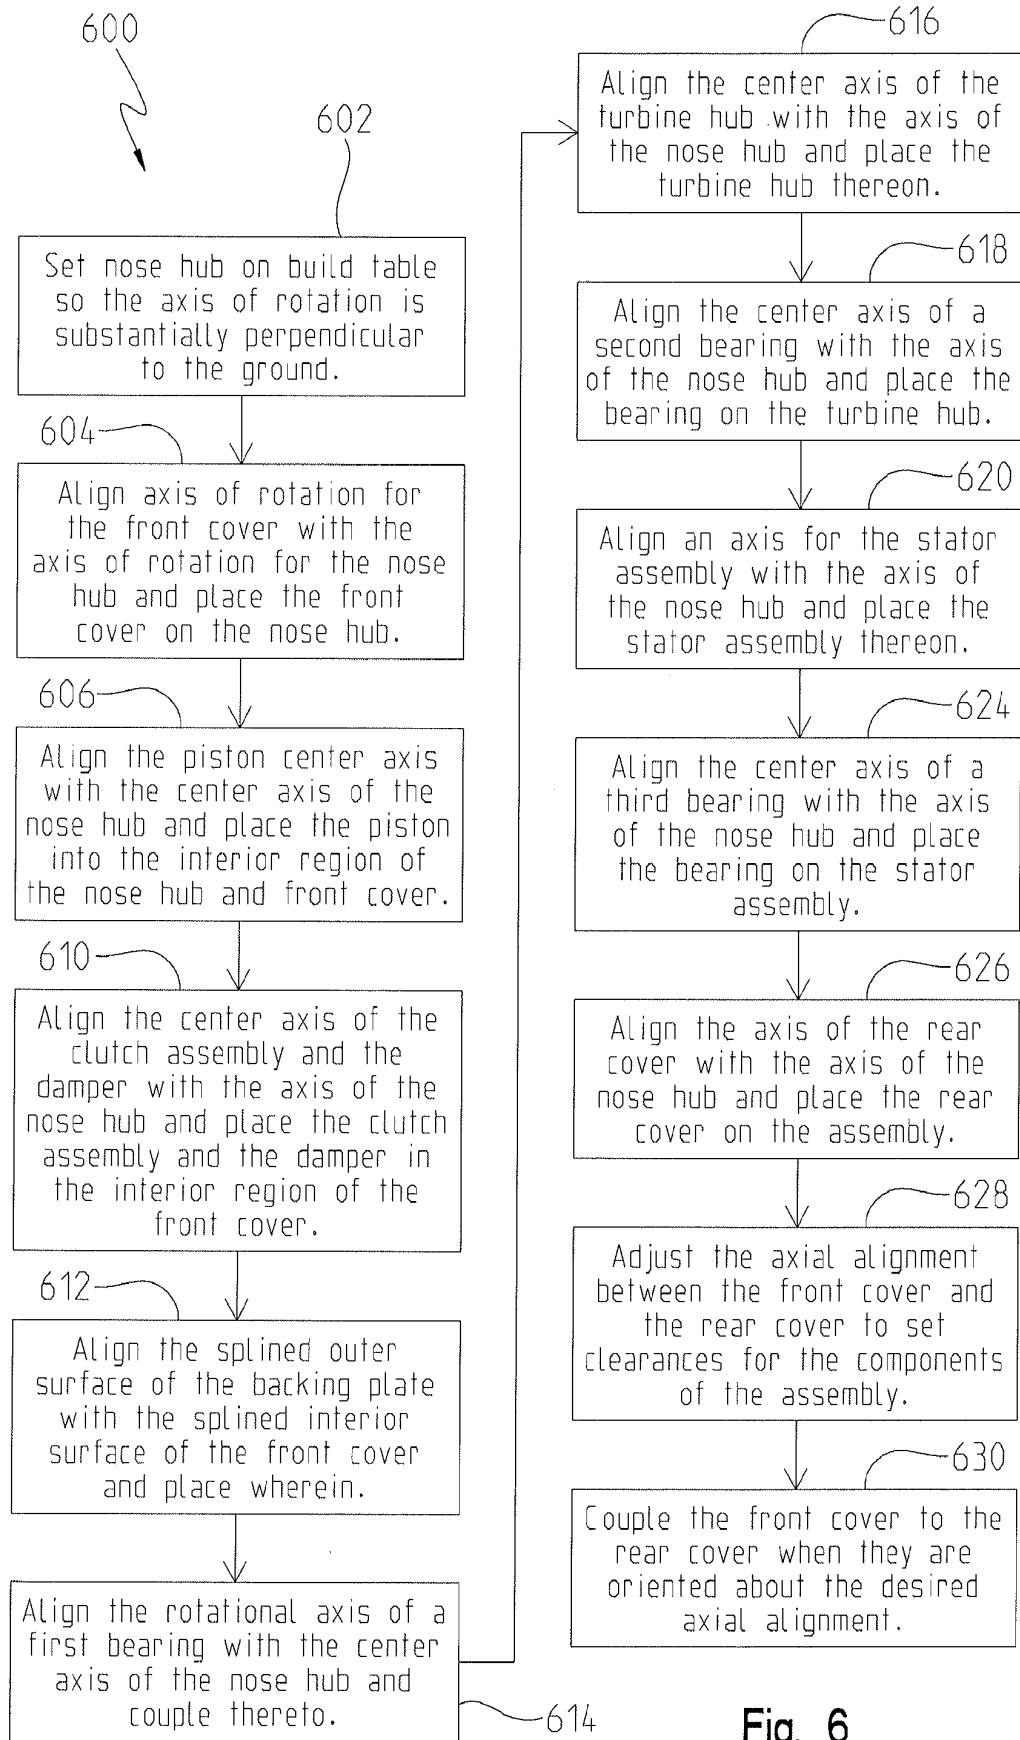 600
602
Set nose hub on build table
so the axis of rotation is
substantially perpendicular
to the ground.
604
Align axis of rotation for
the front cover with the
axis of rotation for the nose
hub and place the front
cover on the nose hub.
606
Align the piston center axis
with the center axis of the
nose hub and place the piston
into the interior region of
the nose hub and front cover.
610
Align the center axis of the
clutch assembly and the
damper with the axis of the
nose hub and place the clutch
assembly and the damper in
the interior region of the
front cover.
612
Align the splined outer
surface of the backing plate
with the splined interior
surface of the front cover
and place wherein.
Align the rotational axis of a
first bearing with the center
axis of the nose hub and
couple thereto.
614
616
Align the center axis of the
turbine hub with the axis of
the nose hub and place the
turbine hub thereon.
618
Align the center axis of a
second bearing with the axis
of the nose hub and place the
bearing on the turbine hub.
620
Align an axis for the stator
assembly with the axis of
the nose hub and place the
stator assembly thereon.
624
Align the center axis of a
third bearing with the axis
of the nose hub and place
the bearing on the stator
assembly.
626
Align the axis of the rear
cover with the axis of the
nose hub and place the rear
cover on the assembly.
628
Adjust the axial alignment
between the front cover and
the rear cover to set
clearances for the components
of the assembly.
630
Couple the front cover to the
rear cover when they are
oriented about the desired
axial alignment.
Fig. 6